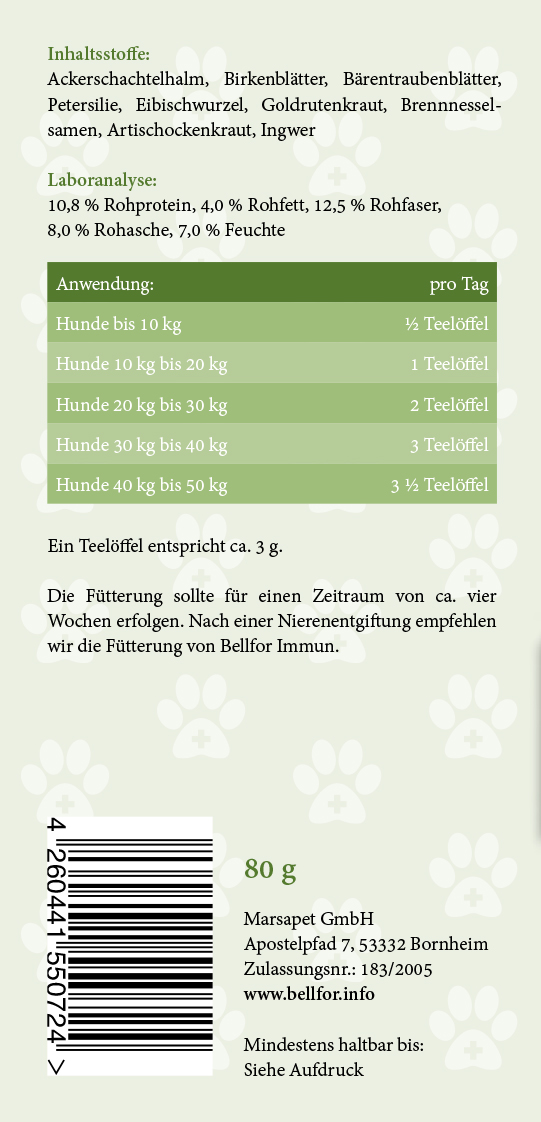 Inhaltsstoffe:
Ackerschachtelhalm, Birkenblätter, Bärentraubenblätter,
Petersilie, Eibischwurzel, Goldrutenkraut, Brennnessel-
samen, Artischockenkraut, Ingwer
Laboranalyse:
10,8 % Rohprotein, 4,0 % Rohfett, 12,5 % Rohfaser,
8,0 % Rohasche, 7,0 % Feuchte
Anwendung: pro Tag
Hunde bis 10 kg ½ Teelöffel
Hunde 10 kg bis 20 kg 1 Teelöffel
Hunde 20 kg bis 30 kg 2 Teelöffel
Hunde 30 kg bis 40 kg 3 Teelöffel
Hunde 40 kg bis 50 kg 3 ½ Teelöffel
Ein Teelöffel entspricht ca. 3 g.
Die Fütterung sollte für einen Zeitraum von ca. vier
Wochen erfolgen. Nach einer Nierenentgiftung empfehlen
wir die Fütterung von Bellfor Immun.
4 260441 550724 >
80 g
Marsapet GmbH
Apostelpfad 7, 53332 Bornheim
Zulassungsnr.: 183/2005
www.bellfor.info
Mindestens haltbar bis:
Siehe Aufdruck